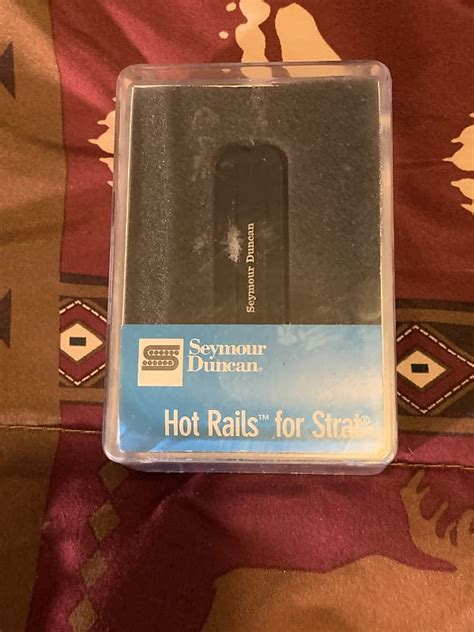 Seymour Duncan
Seymour
Duncan®
Hot Rails™ for Strat®